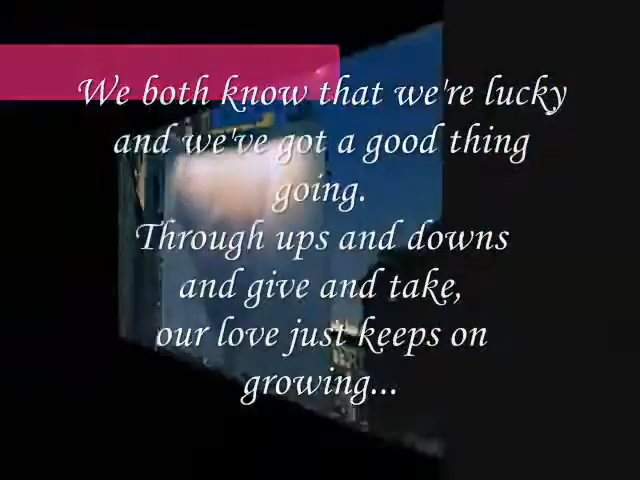 We both know that we're lucky
and we've got a good thing
going.
Through ups and downs
and give and take,
our love just keeps on
growing...